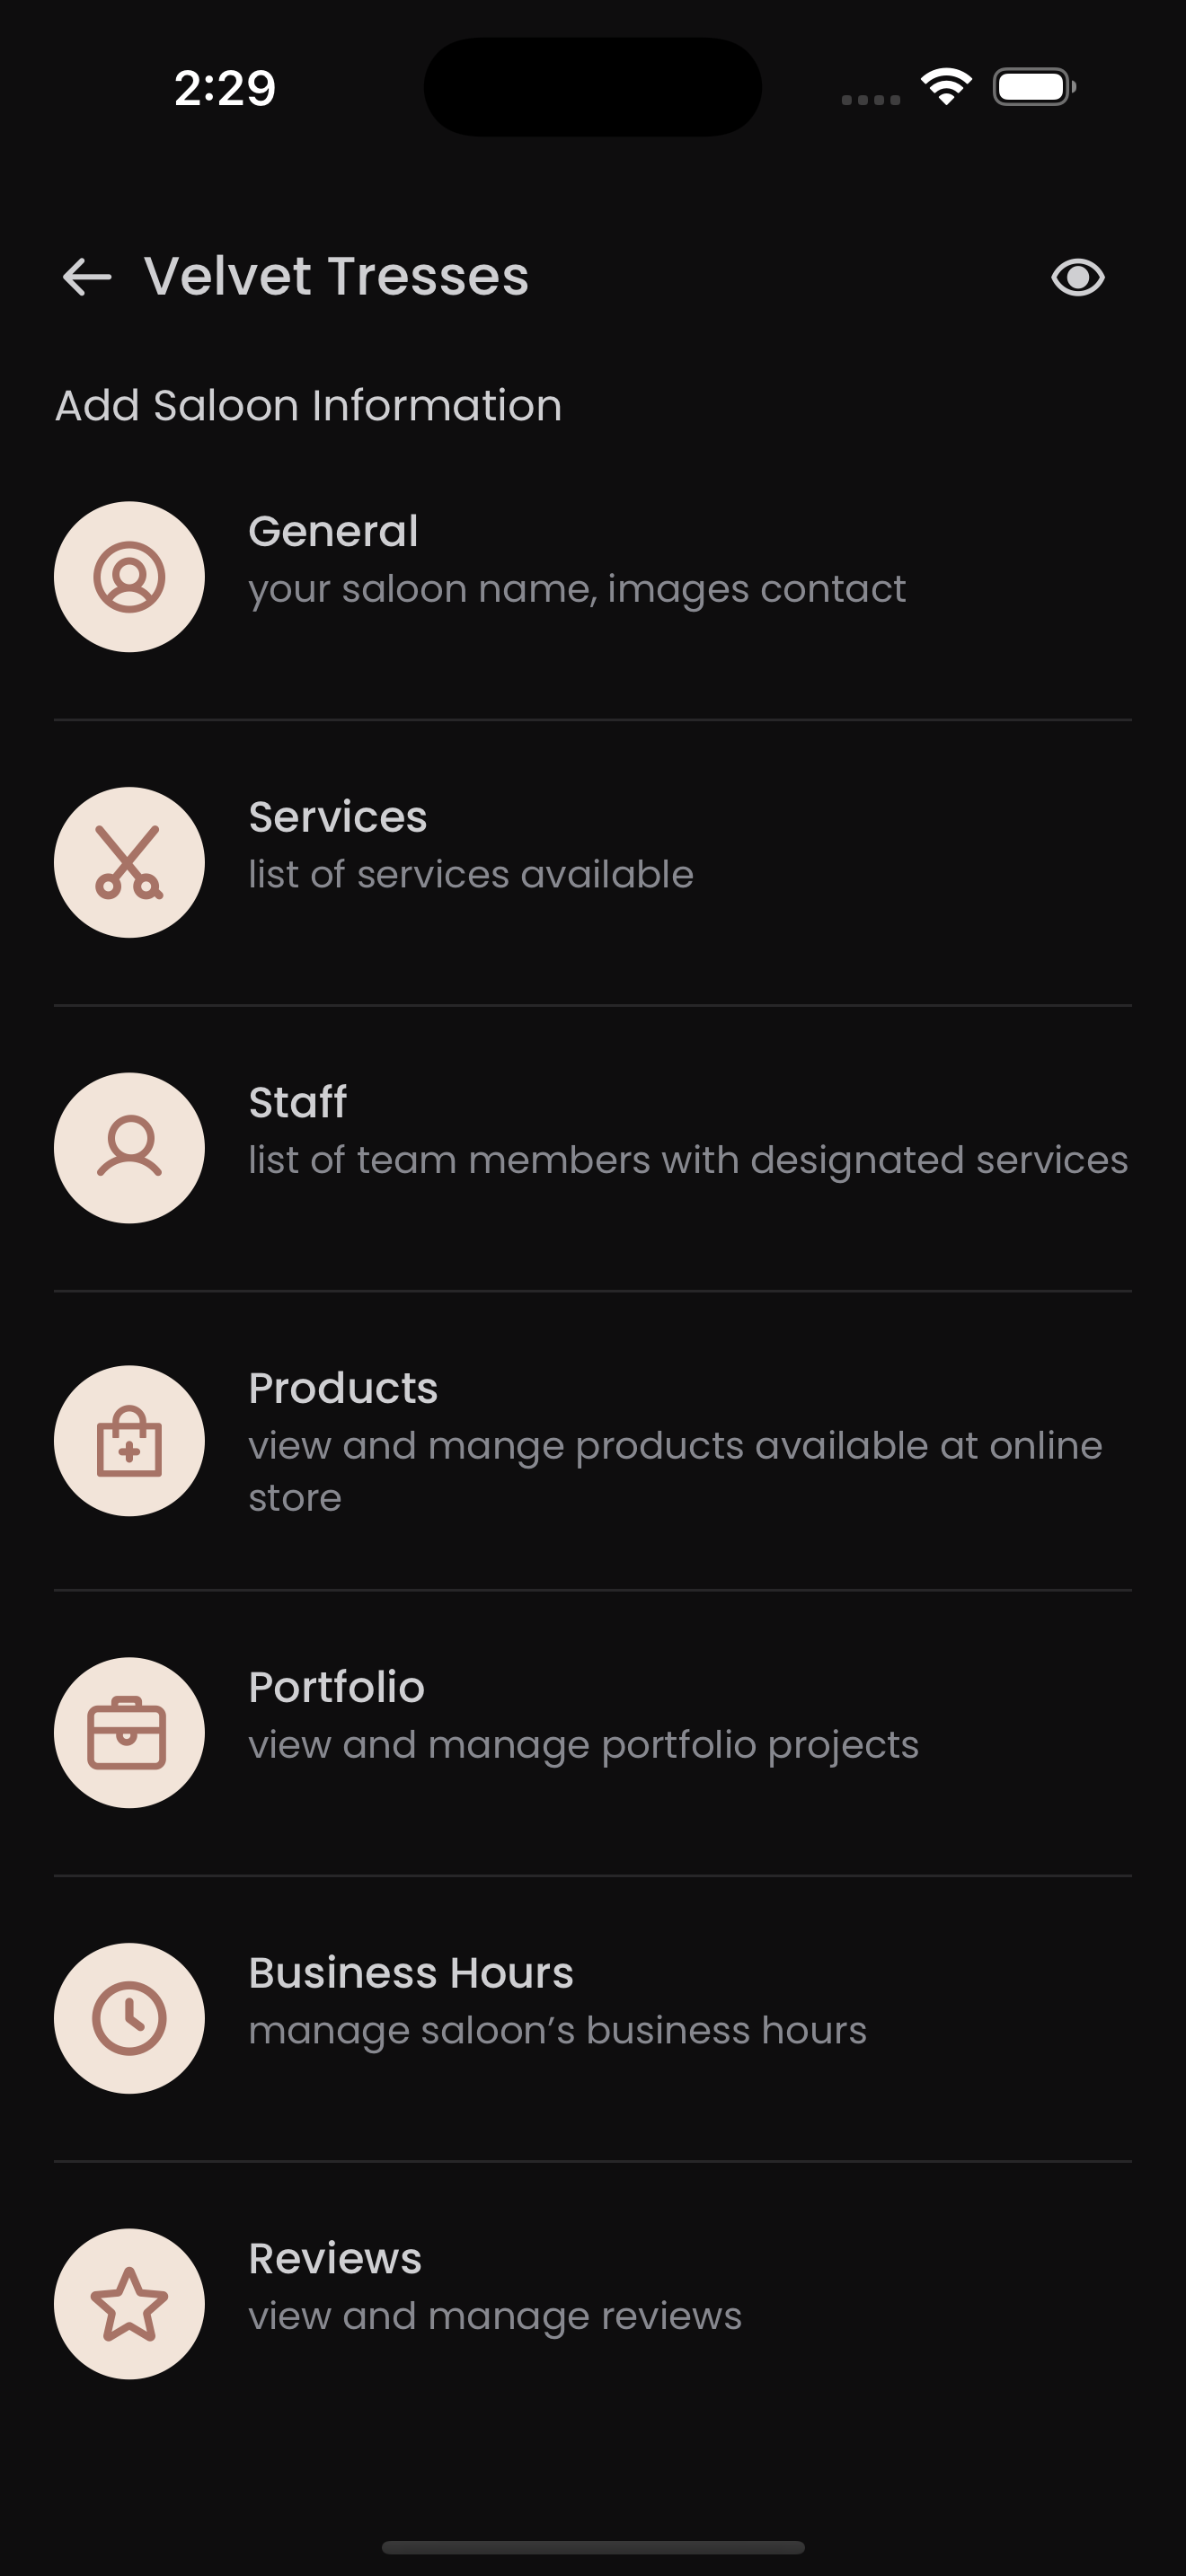 2:29
Velvet Tresses
Add Saloon Information
General
your saloon name, images contact
Services
list of services available
Staff
list of team members with designated services
Products
view and mange products available at online
store
Portfolio
view and manage portfolio projects
Business Hours
manage saloon’s business hours
Reviews
view and manage reviews